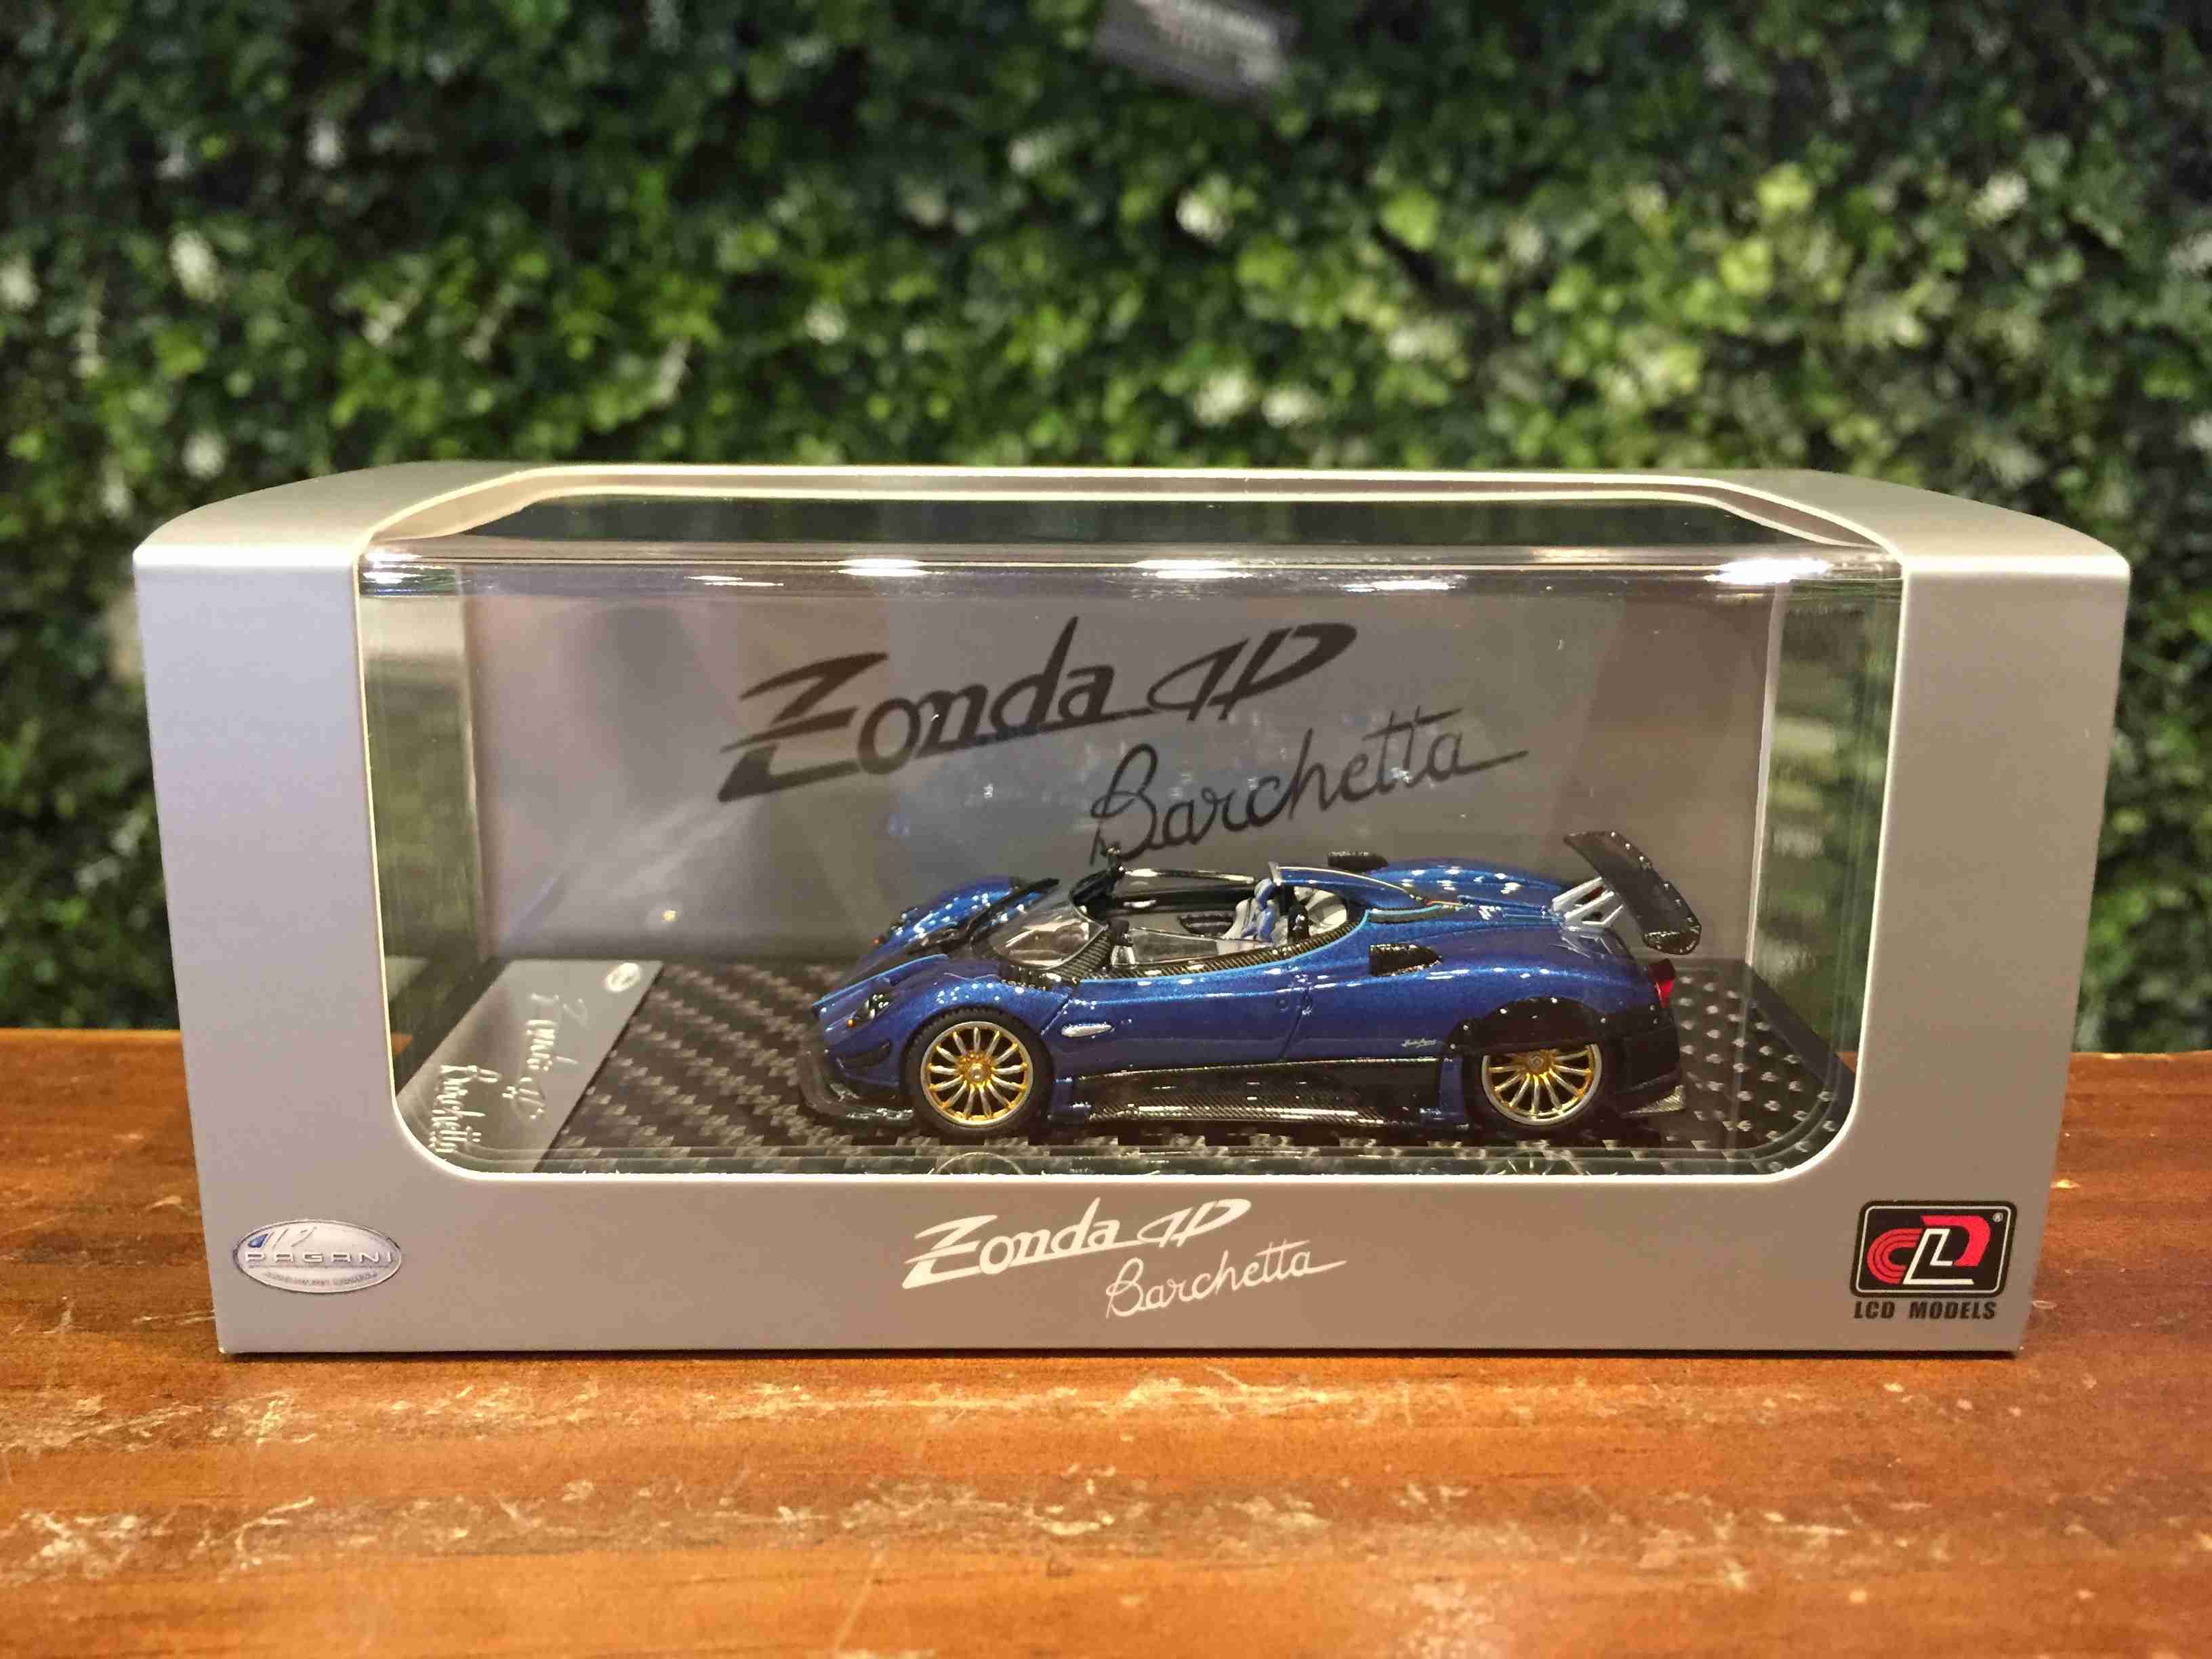 Zonda HP
Barchetta
Zonda HP
Barchetta
Zonda HP
Barchetta
PAGANI
LCD MODELS